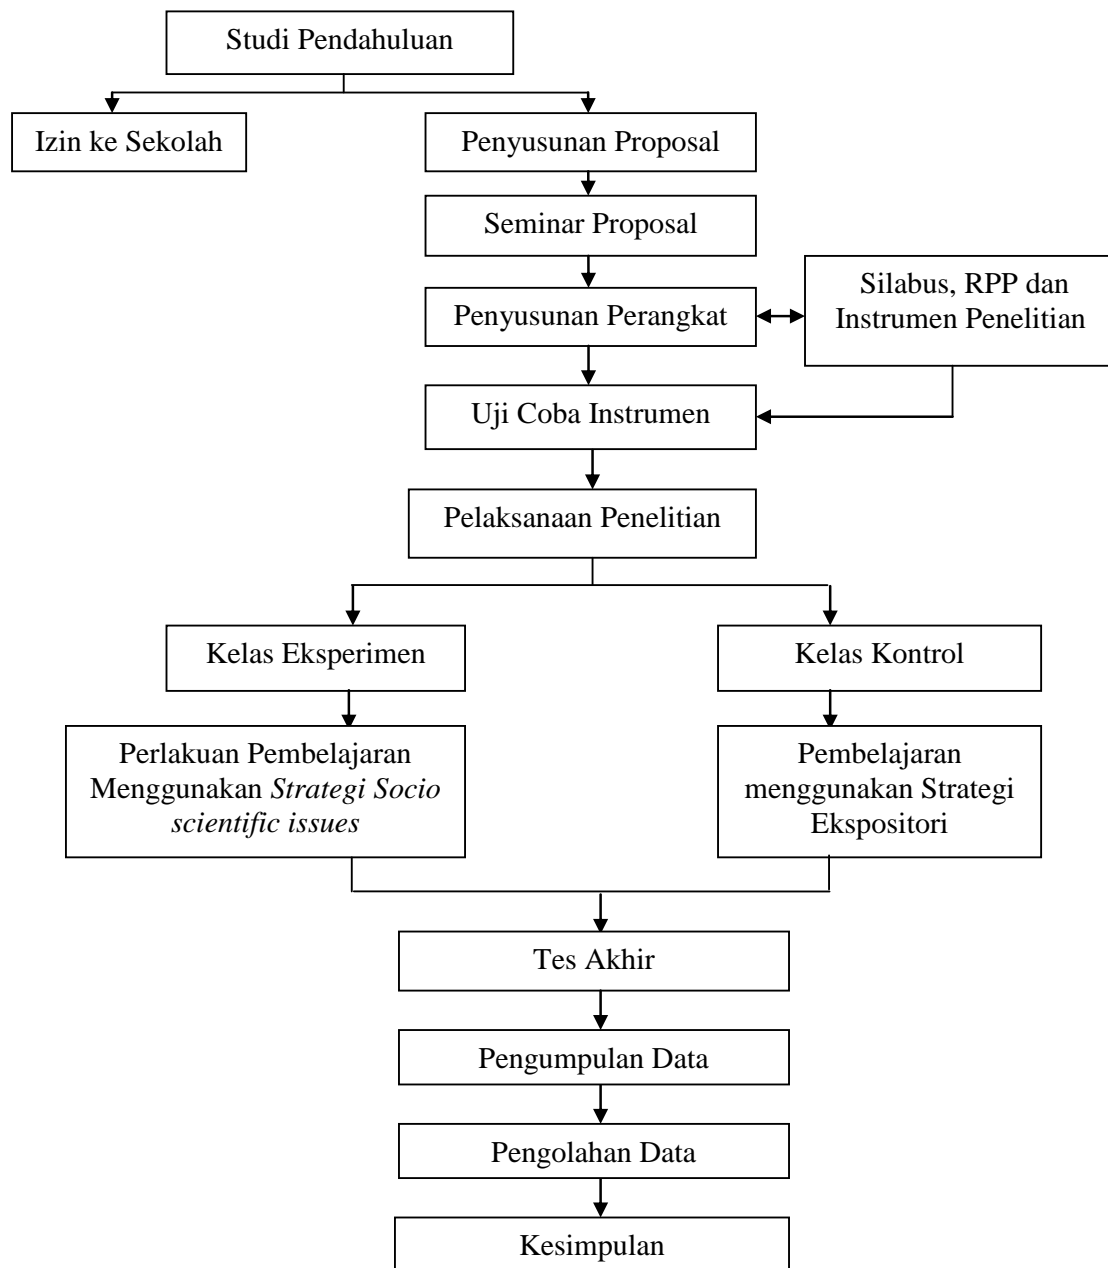 Studi Pendahuluan
Izin ke Sekolah
Penyusunan Proposal
Seminar Proposal
Penyusunan Perangkat
Silabus, RPP dan
Instrumen Penelitian
Uji Coba Instrumen
Pelaksanaan Penelitian
Kelas Eksperimen
Kelas Kontrol
Perlakuan Pembelajaran
Menggunakan Strategi Socio
scientific issues
Pembelajaran
menggunakan Strategi
Ekspositori
Tes Akhir
Pengumpulan Data
Pengolahan Data
Kesimpulan